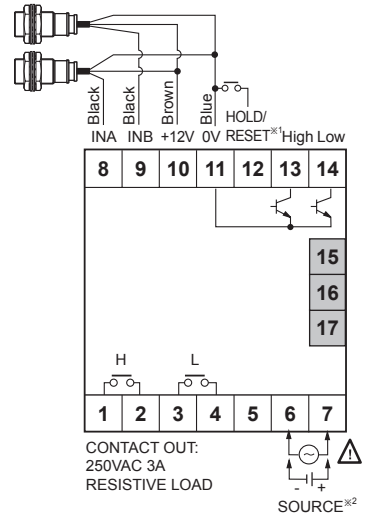 Black
Black
Brown
Blue
HOLD/
INA INB +12V 0V RESET※1 High Low
8 9 10 11 12 13 14
15
16
17
H L
1 2 3 4 5 6 7
CONTACT OUT:
250VAC 3A
RESISTIVE LOAD
- +
SOURCE※2